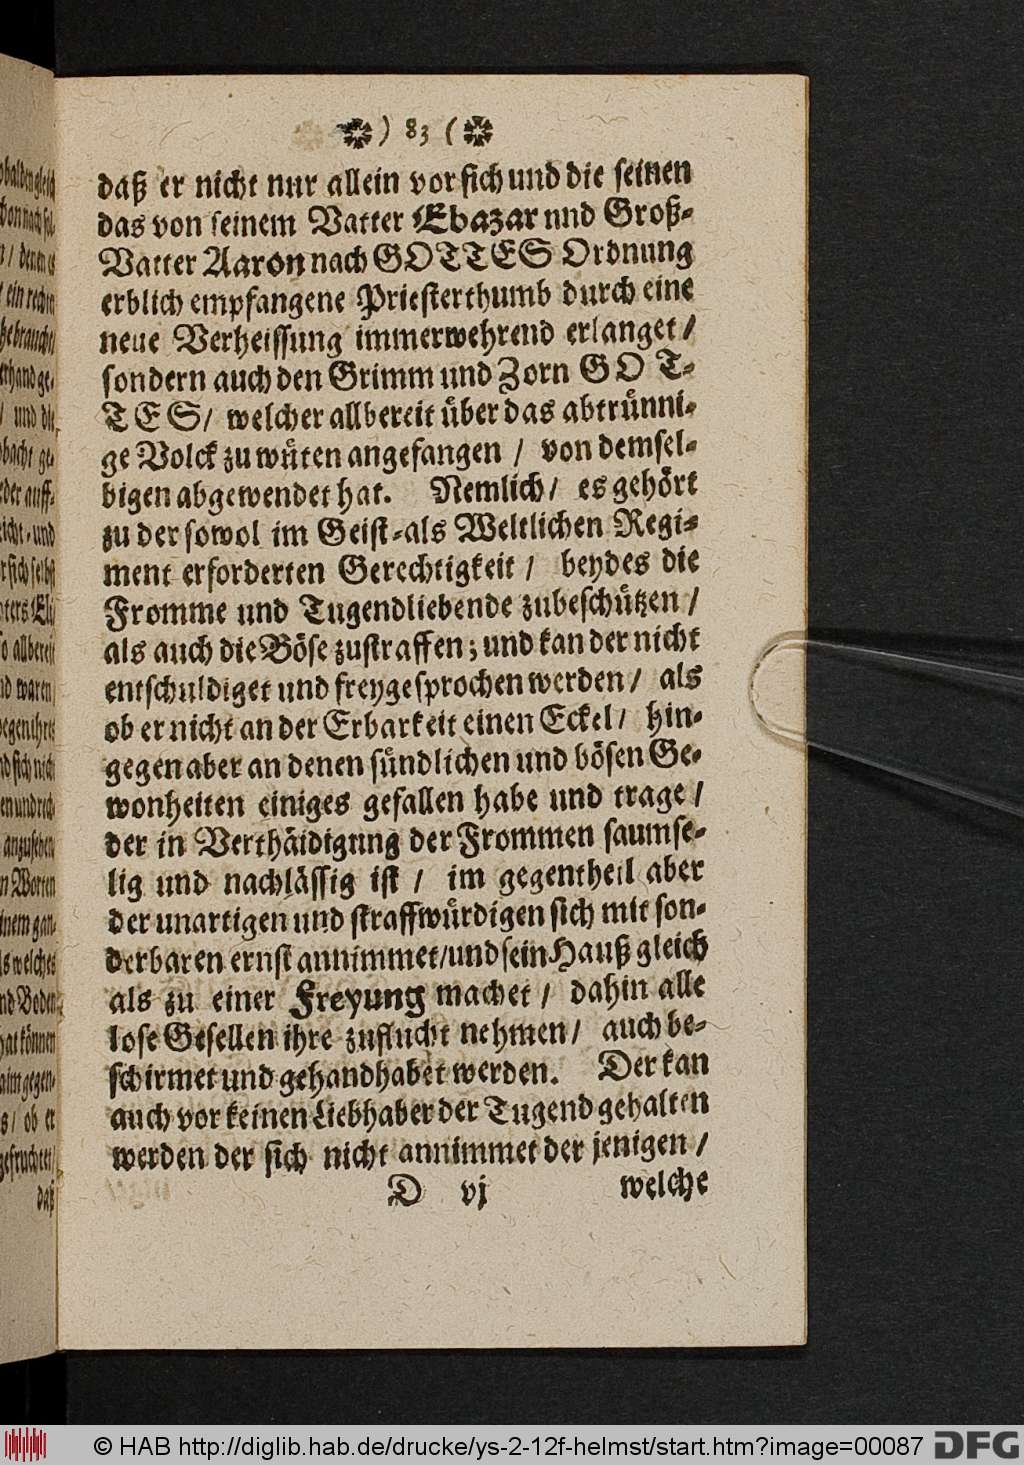 ) 83 (
daß er nicht nur allein vor sich und die seinen
das von seinem Vatter Ebazar nnd Groß-
Vatter Aaron nach GOTTES Ordnung
erblich empfangene Priesterthumb durch eine
neue Verheissung immerwehrend erlanget /
sondern auch den Grimm und Zorn GOT-
TES / welcher allbereit über das abtrünni-
ge Volck zu wüten angefangen / von demsel-
bigen abgewendet hat. Nemlich / es gehört
zu der sowol im Geist-als Weltlichen Regi-
ment erforderten Gerechtigkeit / beydes die
Fromme und Tugendliebende zubeschützen /
als auch die Böse zustraffen; und kan der nicht
entschuldiget und freygesprochen werden / als
ob er nicht an der Erbarkeit einen Eckel / hin-
gegen aber an denen sündlichen und bösen Ge-
wonheiten einiges gefallen habe und trage /
der in Verthäidigung der Frommen saumse-
lig und nachlässig ist / im gegentheil aber
der unartigen und straffwürdigen sich mit son-
derbaren ernst annimmet / und sein Hauß gleich
als zu einer Freyung machet / dahin alle
lose Gesellen ihre zuflucht nehmen / auch be-
schirmet und gehandhabet werden. Der kan
auch vor keinen Liebhaber der Tugend gehalten
werden der sich nicht annimmet der jenigen /
D vj welche
daß
© HAB http://diglib.hab.de/drucke/ys-2-12f-helmst/start.htm?image=00087 DFG